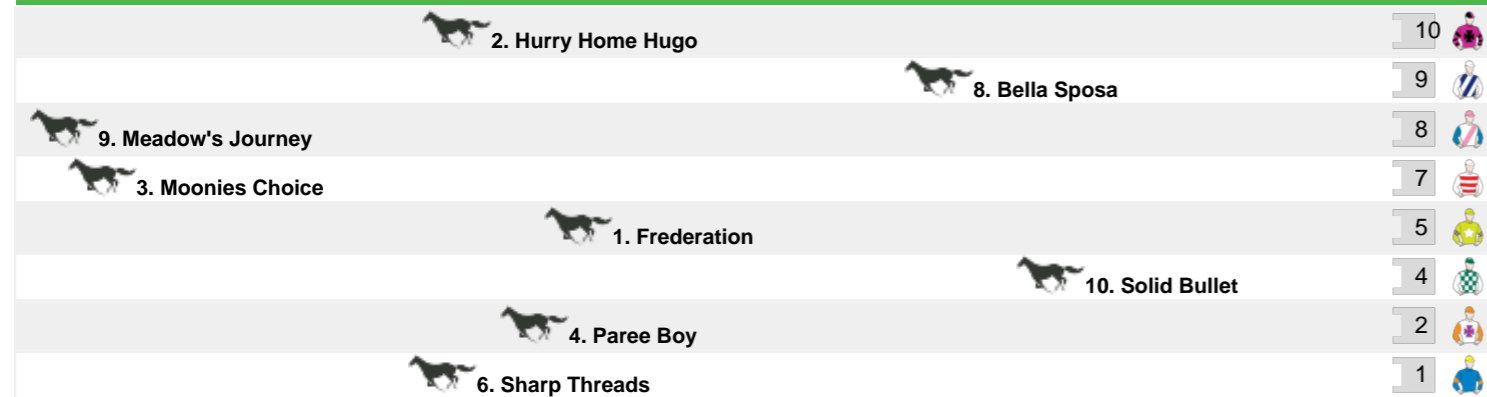 2. Hurry Home Hugo 10
8. Bella Sposa 9
9. Meadow's Journey 8
3. Moonies Choice 7
1. Frederation 5
10. Solid Bullet 4
4. Paree Boy 2
6. Sharp Threads 1